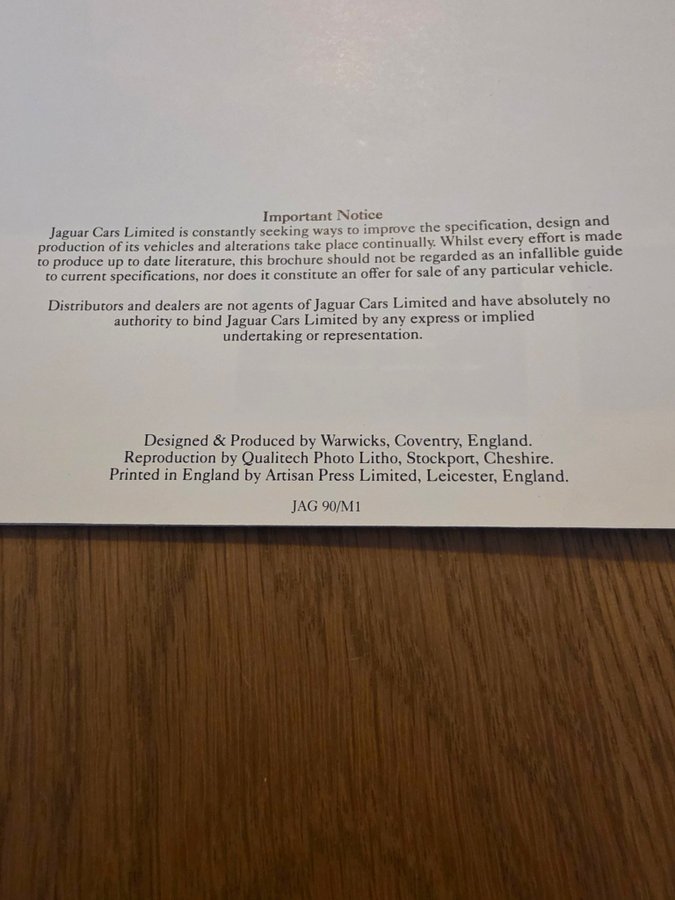 Important Notice
Jaguar Cars Limited is constantly seeking ways to improve the specification, design and
production of its vehicles and alterations take place continually. Whilst every effort is made
to produce up to date literature, this brochure should not be regarded as an infallible guide
to current specifications, nor does it constitute an offer for sale of any particular vehicle.
Distributors and dealers are not agents of Jaguar Cars Limited and have absolutely no
authority to bind Jaguar Cars Limited by any express or implied
undertaking or representation.
Designed & Produced by Warwicks, Coventry, England.
Reproduction by Qualitech Photo Litho, Stockport, Cheshire.
Printed in England by Artisan Press Limited, Leicester, England.
JAG 90/M1